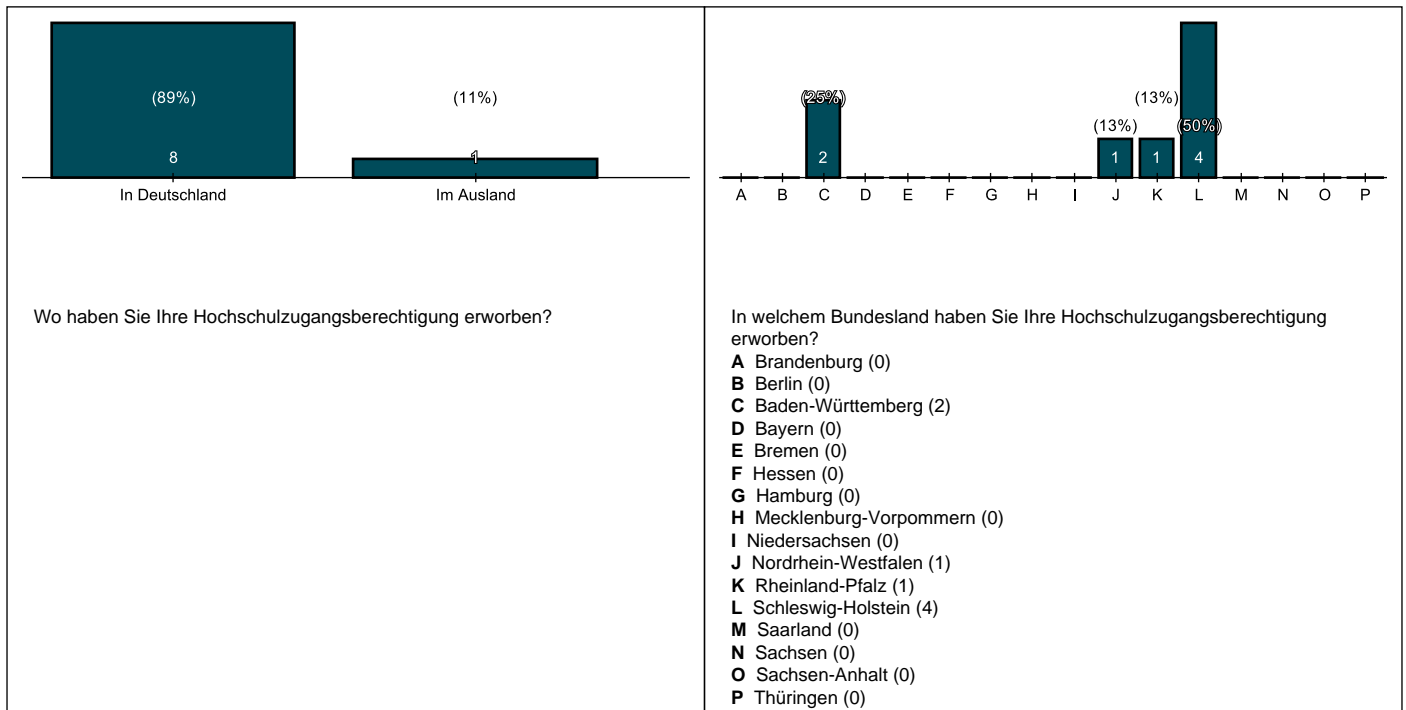 (89%)
(11%)
8
1
In Deutschland
Im Ausland
Wo haben Sie Ihre Hochschulzugangsberechtigung erworben?
(25%)
(13%)
(13%)
(50%)
2
1
1
4
A B C D E F G H I J K L M N O P
In welchem Bundesland haben Sie Ihre Hochschulzugangsberechtigung
erworben?
A Brandenburg (0)
B Berlin (0)
C Baden-Württemberg (2)
D Bayern (0)
E Bremen (0)
F Hessen (0)
G Hamburg (0)
H Mecklenburg-Vorpommern (0)
I Niedersachsen (0)
J Nordrhein-Westfalen (1)
K Rheinland-Pfalz (1)
L Schleswig-Holstein (4)
M Saarland (0)
N Sachsen (0)
O Sachsen-Anhalt (0)
P Thüringen (0)